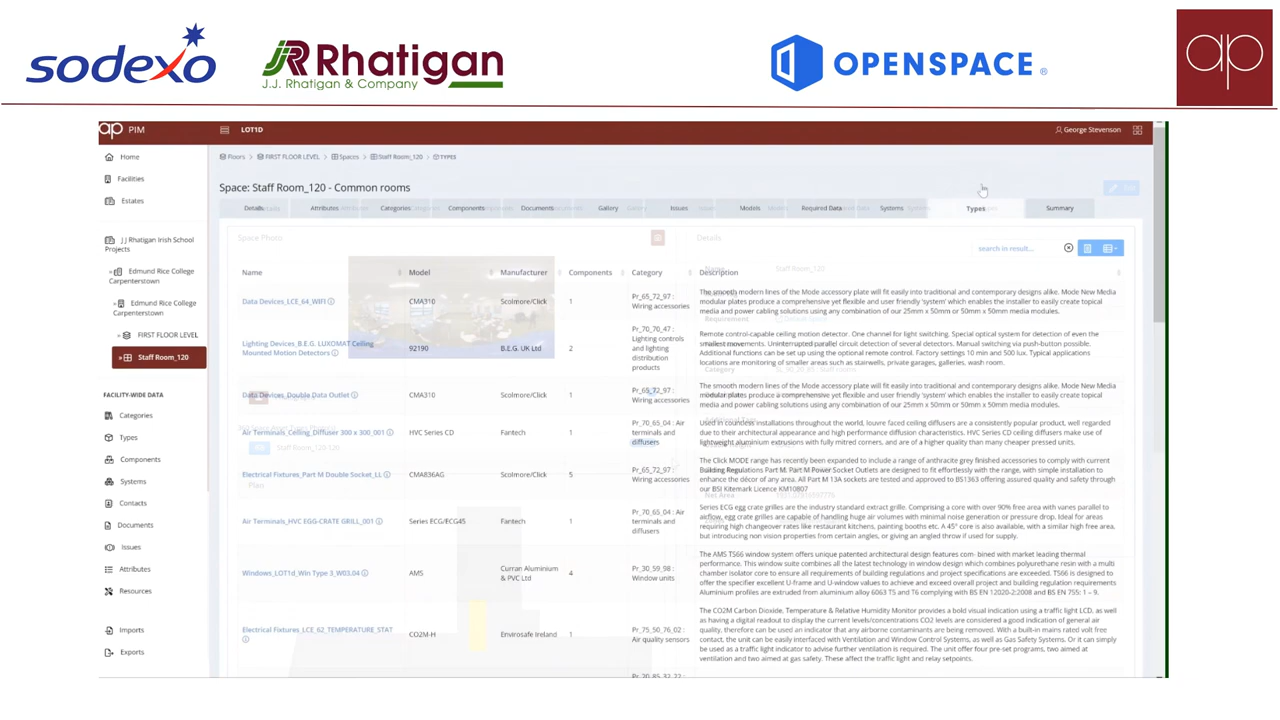 sodexo
JR Rhatigan
J.J. Rhatigan & Company
OPENSPACE ®
ap
ap PIM
LOT1D
George Stevenson
Home
Facilities
Estates
J J Rhatigan Irish School
Projects
Edmund Rice College
Carpenterstown
Edmund Rice College
Carpenterstown
FIRST FLOOR LEVEL
Staff Room_120
FACILITY-WIDE DATA
Categories
Types
Components
Systems
Contacts
Documents
Issues
Attributes
Resources
Imports
Exports
Floors > FIRST FLOOR LEVEL > Spaces > Staff Room_120 > TYPES
Space: Staff Room_120 - Common rooms
Details Attributes Categories Components Documents Gallery Issues Models Required Data Systems Types Summary
Space Photo
Details
search in result...
Name Model Manufacturer Components Category Description
Staff Room_120
Data Devices_LCE_64_WIFI
CMA310
Scolmore/Click
1
Pr_65_72_97 :
Wiring accessories
The smooth modern lines of the Mode accessory plate will fit easily into traditional and contemporary designs alike. Mode New Media
modular plates produce a comprehensive yet flexible and user friendly 'system' which enables the installer to easily create topical
media and power cabling solutions using any combination of our 25mm x 50mm or 50mm x 50mm media modules.
Requirement
Lighting Devices_B.E.G. LUXOMAT Ceiling
Mounted Motion Detectors
92190
B.E.G. UK Ltd
2
Pr_70_70_47 :
Lighting controls
and lighting
distribution
products
Remote control-capable ceiling motion detector. One channel for light switching. Special optical system for detection of even the
smallest movements. Uninterrupted parallel circuit detection of several detectors. Manual switching via push-button possible.
Additional functions can be set up using the optional remote control. Factory settings 10 min and 500 lux. Typical applications
locations are monitoring of smaller areas such as stairwells, private garages, galleries, wash room.
Category
Data Devices_Double Data Outlet
CMA310
Scolmore/Click
1
Pr_65_72_97 :
Wiring accessories
The smooth modern lines of the Mode accessory plate will fit easily into traditional and contemporary designs alike. Mode New Media
modular plates produce a comprehensive yet flexible and user friendly 'system' which enables the installer to easily create topical
media and power cabling solutions using any combination of our 25mm x 50mm or 50mm x 50mm media modules.
Air Terminals_Ceiling_Diffuser 300 x 300_001
HVC Series CD
Fantech
1
Pr_70_65_04 : Air
terminals and
diffusers
Used in countless installations throughout the world, louvre faced ceiling diffusers are a consistently popular product, well regarded
due to their architectural appearance and high performance diffusion characteristics. HVC Series CD ceiling diffusers make use of
lightweight aluminium extrusions with fully mitred corners, and are of a higher quality than many cheaper pressed units.
Staff Room_120 120
Electrical Fixtures_Part M Double Socket_LL
CMA836AG
Scolmore/Click
5
Pr_65_72_97 :
Wiring accessories
The Click MODE range has recently been expanded to include a range of anthracite grey finished accessories to comply with current
Building Regulations Part M. Part M Power Socket Outlets are designed to fit effortlessly with the range, with simple installation to
enhance the décor of any area. All Part M 13A sockets are tested and approved to BS1363 offering assured quality and safety through
our BSI Kitemark Licence KM10807
Plan
Net Area
Air Terminals_HVC EGG-CRATE GRILL_001
Series ECG/ECG45
Fantech
1
Pr_70_65_04 : Air
terminals and
diffusers
Series ECG egg crate grilles are the industry standard extract grille. Comprising a core with over 90% free area with vanes parallel to
airflow, egg crate grilles are capable of handling huge air volumes with minimal noise generation or pressure drop. Ideal for areas
requiring high changeover rates like restaurant kitchens, painting booths etc. A 45° core is also available, with a similar high free area,
but introducing non vision properties from certain angles, or giving an angled throw if used for supply.
Windows_LOT1d_Win Type 3_W03,04
AMS
Curran Aluminium
& PVC Ltd
4
Pr_30_59_98 :
Window units
The AMS TS66 window system offers unique patented architectural design features com- bined with market leading thermal
performance. This window suite combines all the latest technology in window design which combines polyurethane resin with a multi
chamber isolator core to ensure all requirements of building regulations and project specifications are exceeded. TS66 is designed to
offer the specifier excellent U-frame and U-window values to achieve and exceed overall project and building regulation requirements
Aluminium profiles are extruded from aluminium alloy 6063 T5 and T6 complying with BS EN 12020-2:2008 and BS EN 755: 1 – 9.
Electrical Fixtures_LCE_62_TEMPERATURE_STAT
CO2M-H
Envirosafe Ireland
1
Pr_75_50_76_02 :
Air quality sensors
The CO2M Carbon Dioxide, Temperature & Relative Humidity Monitor provides a bold visual indication using a traffic light LCD, as well
as having a digital readout to display the current levels/concentrations CO2 levels are considered a good indication of general air
quality, therefore can be used an indicator that any airborne contaminants are being removed. With a built-in mains rated volt free
contact, the unit can be easily interfaced with Ventilation and Window Control Systems, as well as Gas Safety Systems. Or it can simply
be used as a traffic light indicator to advise further ventilation is required. The unit offer four pre-set programs, two aimed at
ventilation and two aimed at gas safety. These affect the traffic light and relay setpoints.